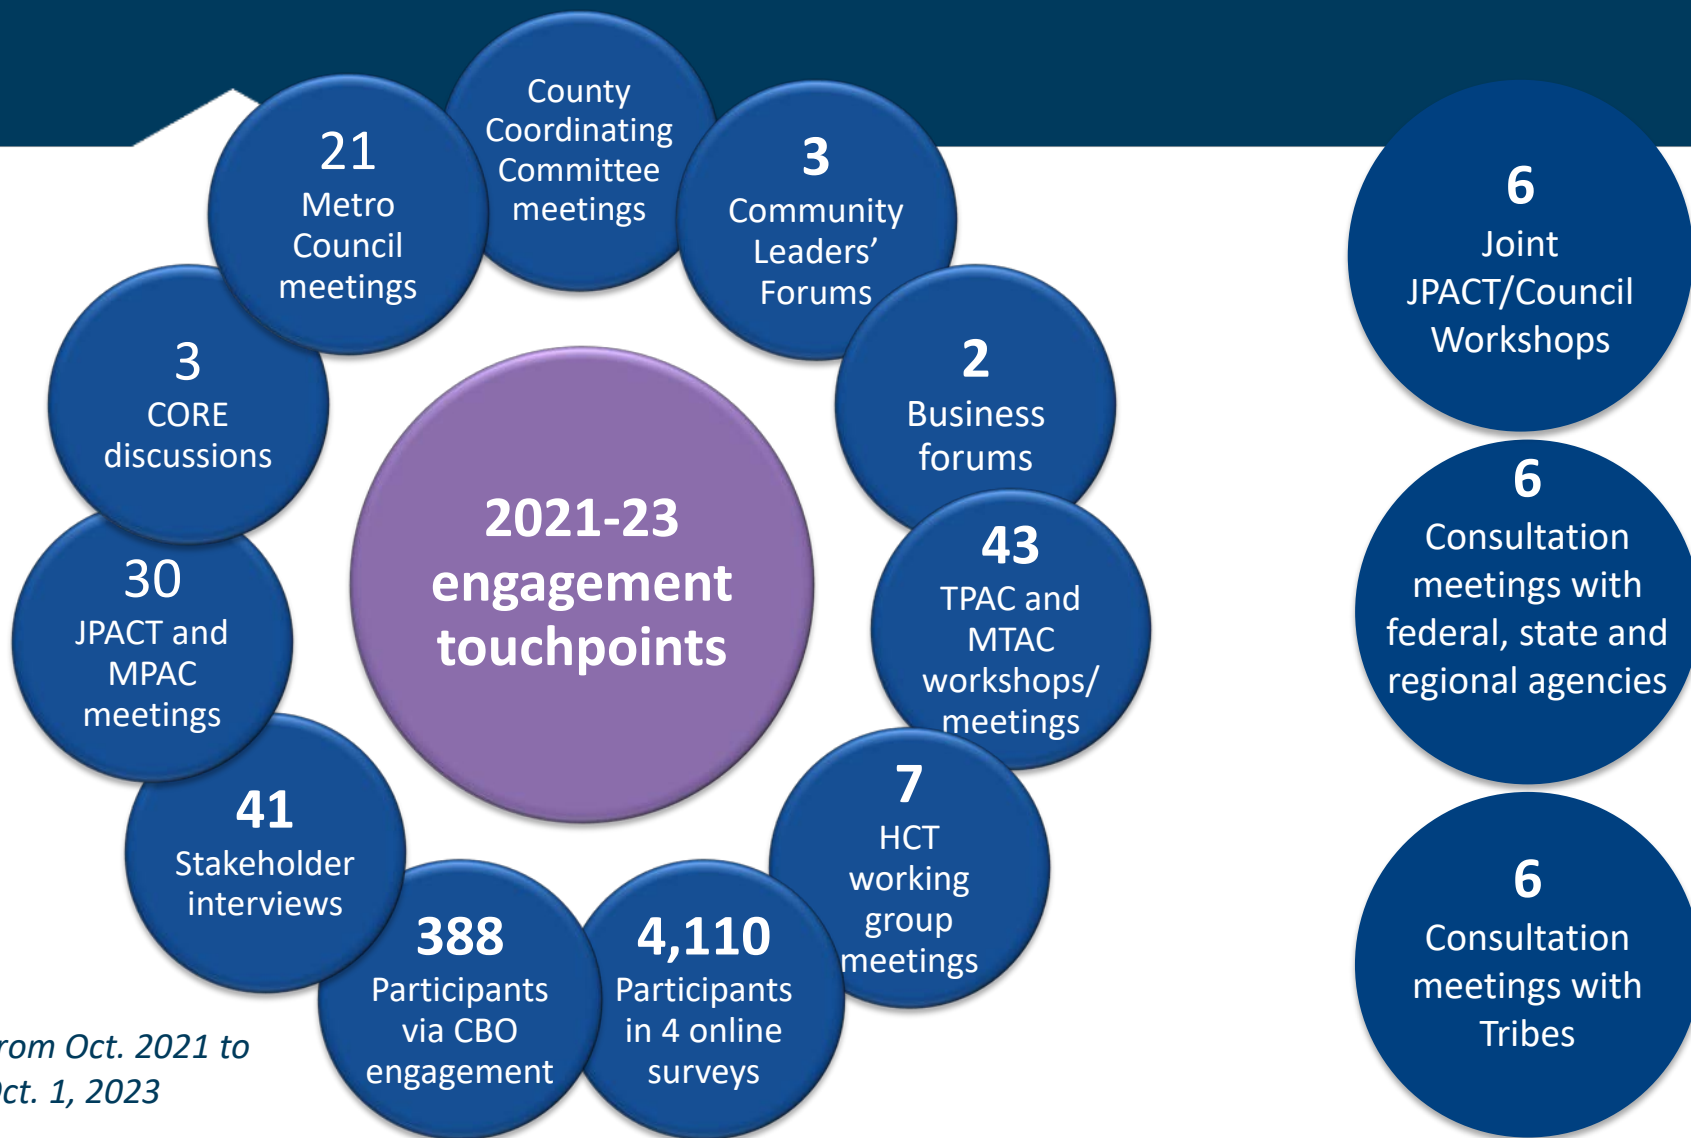 County
Coordinating
Committee
meetings
3
Community
Leaders’
Forums
2
Business
forums
43
TPAC and
MTAC
workshops/
meetings
7
HCT
working
group
meetings
4,110
Participants
in 4 online
surveys
388
Participants
via CBO
engagement
41
Stakeholder
interviews
30
JPACT and
MPAC
meetings
3
CORE
discussions
21
Metro
Council
meetings
2021-23
engagement
touchpoints
6
Joint
JPACT/Council
Workshops
6
Consultation
meetings with
federal, state and
regional agencies
6
Consultation
meetings with
Tribes
rom Oct. 2021 to
ct. 1, 2023